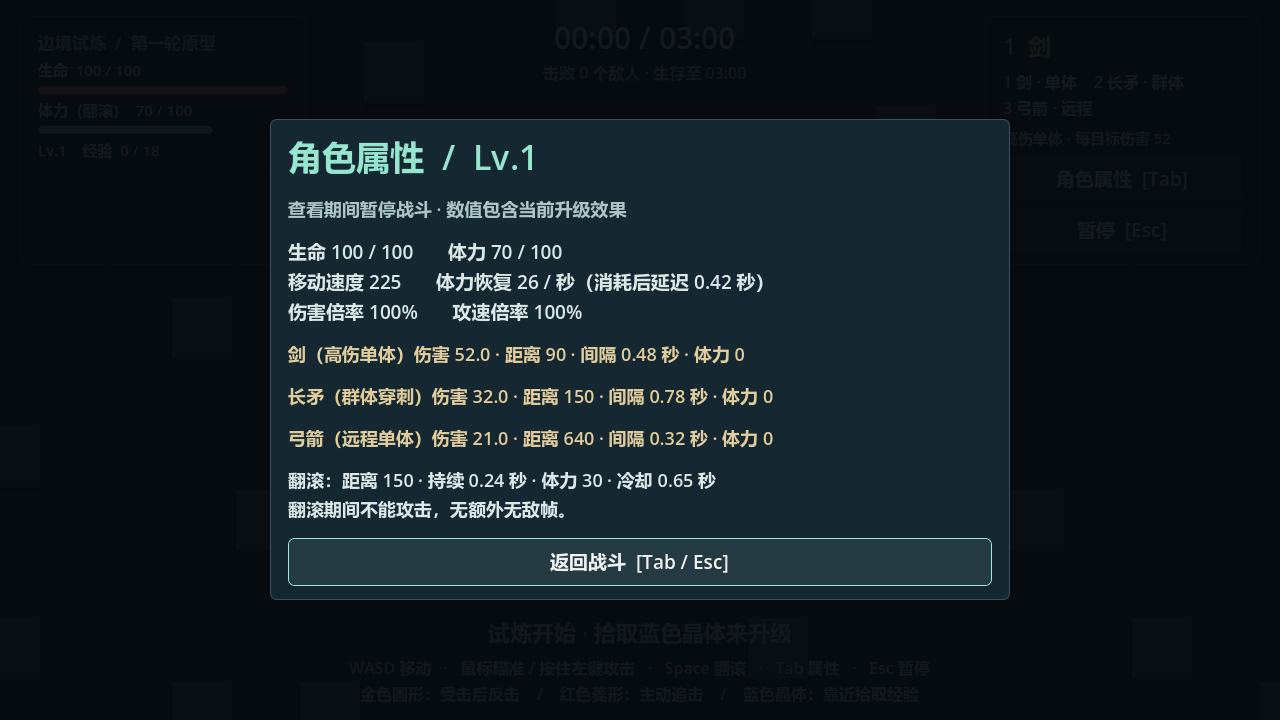 边境试炼 / 第一轮原型
生命 100 / 100
体力（翻滚） 70 / 100
Lv.1 经验 0 / 18
00:00 / 03:00
击败 0 个敌人 · 生存至 03:00
1 剑
1 剑 · 单体 2 长矛 · 群体
3 弓箭 · 远程
高伤单体 · 每目标伤害 52
角色属性 [Tab]
暂停 [Esc]
角色属性 / Lv.1
查看期间暂停战斗 · 数值包含当前升级效果
生命 100 / 100 体力 70 / 100
移动速度 225 体力恢复 26 / 秒（消耗后延迟 0.42 秒）
伤害倍率 100% 攻速倍率 100%
剑（高伤单体）伤害 52.0 · 距离 90 · 间隔 0.48 秒 · 体力 0
长矛（群体穿刺）伤害 32.0 · 距离 150 · 间隔 0.78 秒 · 体力 0
弓箭（远程单体）伤害 21.0 · 距离 640 · 间隔 0.32 秒 · 体力 0
翻滚：距离 150 · 持续 0.24 秒 · 体力 30 · 冷却 0.65 秒
翻滚期间不能攻击，无额外无敌帧。
返回战斗 [Tab / Esc]
试炼开始 · 拾取蓝色晶体来升级
WASD 移动 · 鼠标瞄准 / 按住左键攻击 · Space 翻滚 · Tab 属性 · Esc 暂停
金色圆形：受击后反击 / 红色菱形：主动追击 / 蓝色晶体：靠近拾取经验